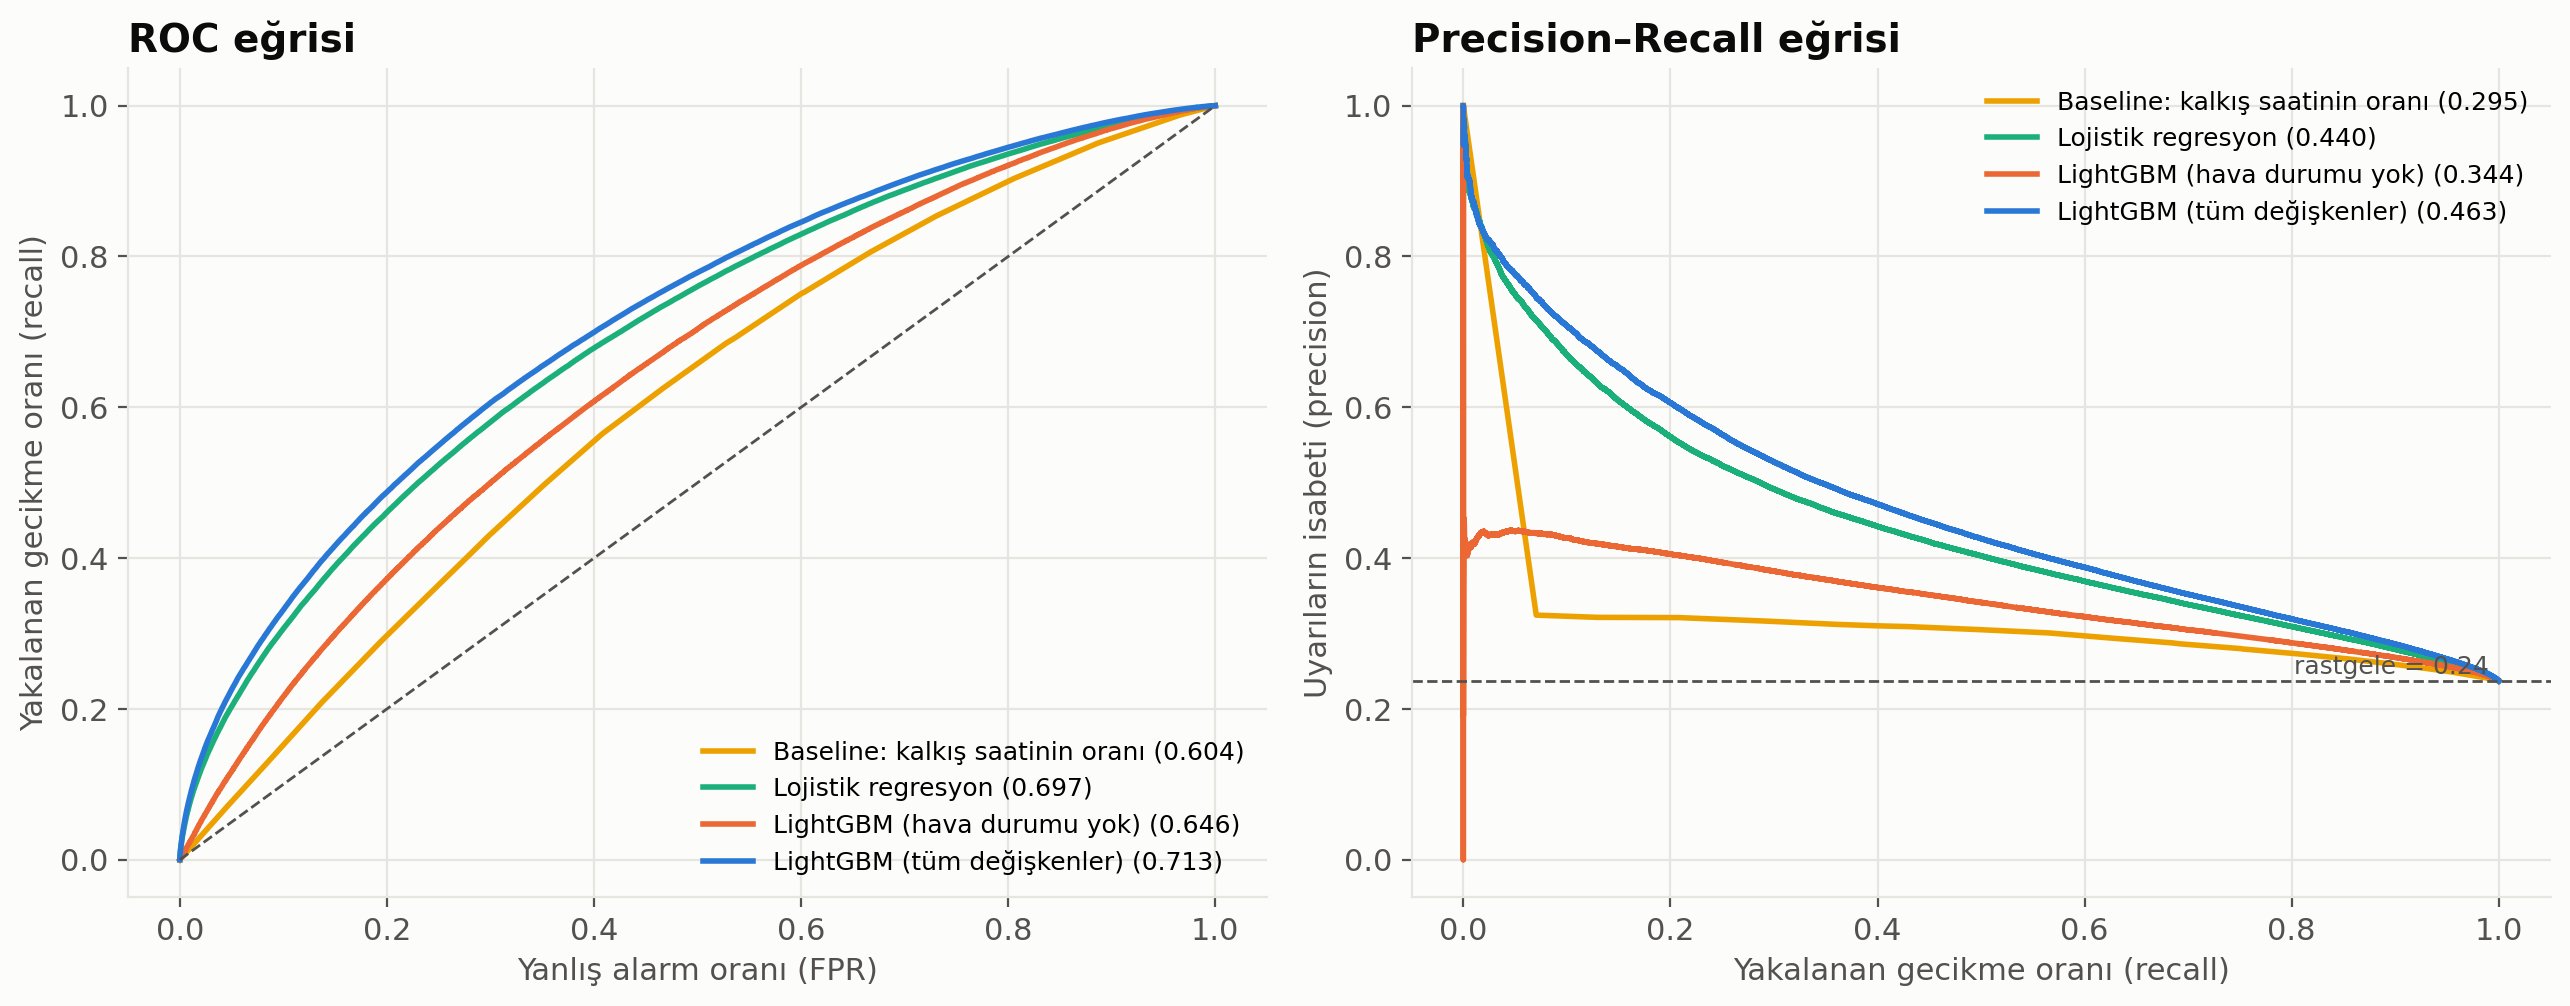 ROC eğrisi
Yakalanan gecikme oranı (recall)
1.0
0.8
0.6
0.4
0.2
0.0
Baseline: kalkış saatinin oranı (0.604)
Lojistik regresyon (0.697)
LightGBM (hava durumu yok) (0.646)
LightGBM (tüm değişkenler) (0.713)
0.0 0.2 0.4 0.6 0.8 1.0
Yanlış alarm oranı (FPR)
Precision–Recall eğrisi
Uyarıların isabeti (precision)
1.0
0.8
0.6
0.4
0.2
0.0
Baseline: kalkış saatinin oranı (0.295)
Lojistik regresyon (0.440)
LightGBM (hava durumu yok) (0.344)
LightGBM (tüm değişkenler) (0.463)
rastgele = 0.24
0.0 0.2 0.4 0.6 0.8 1.0
Yakalanan gecikme oranı (recall)